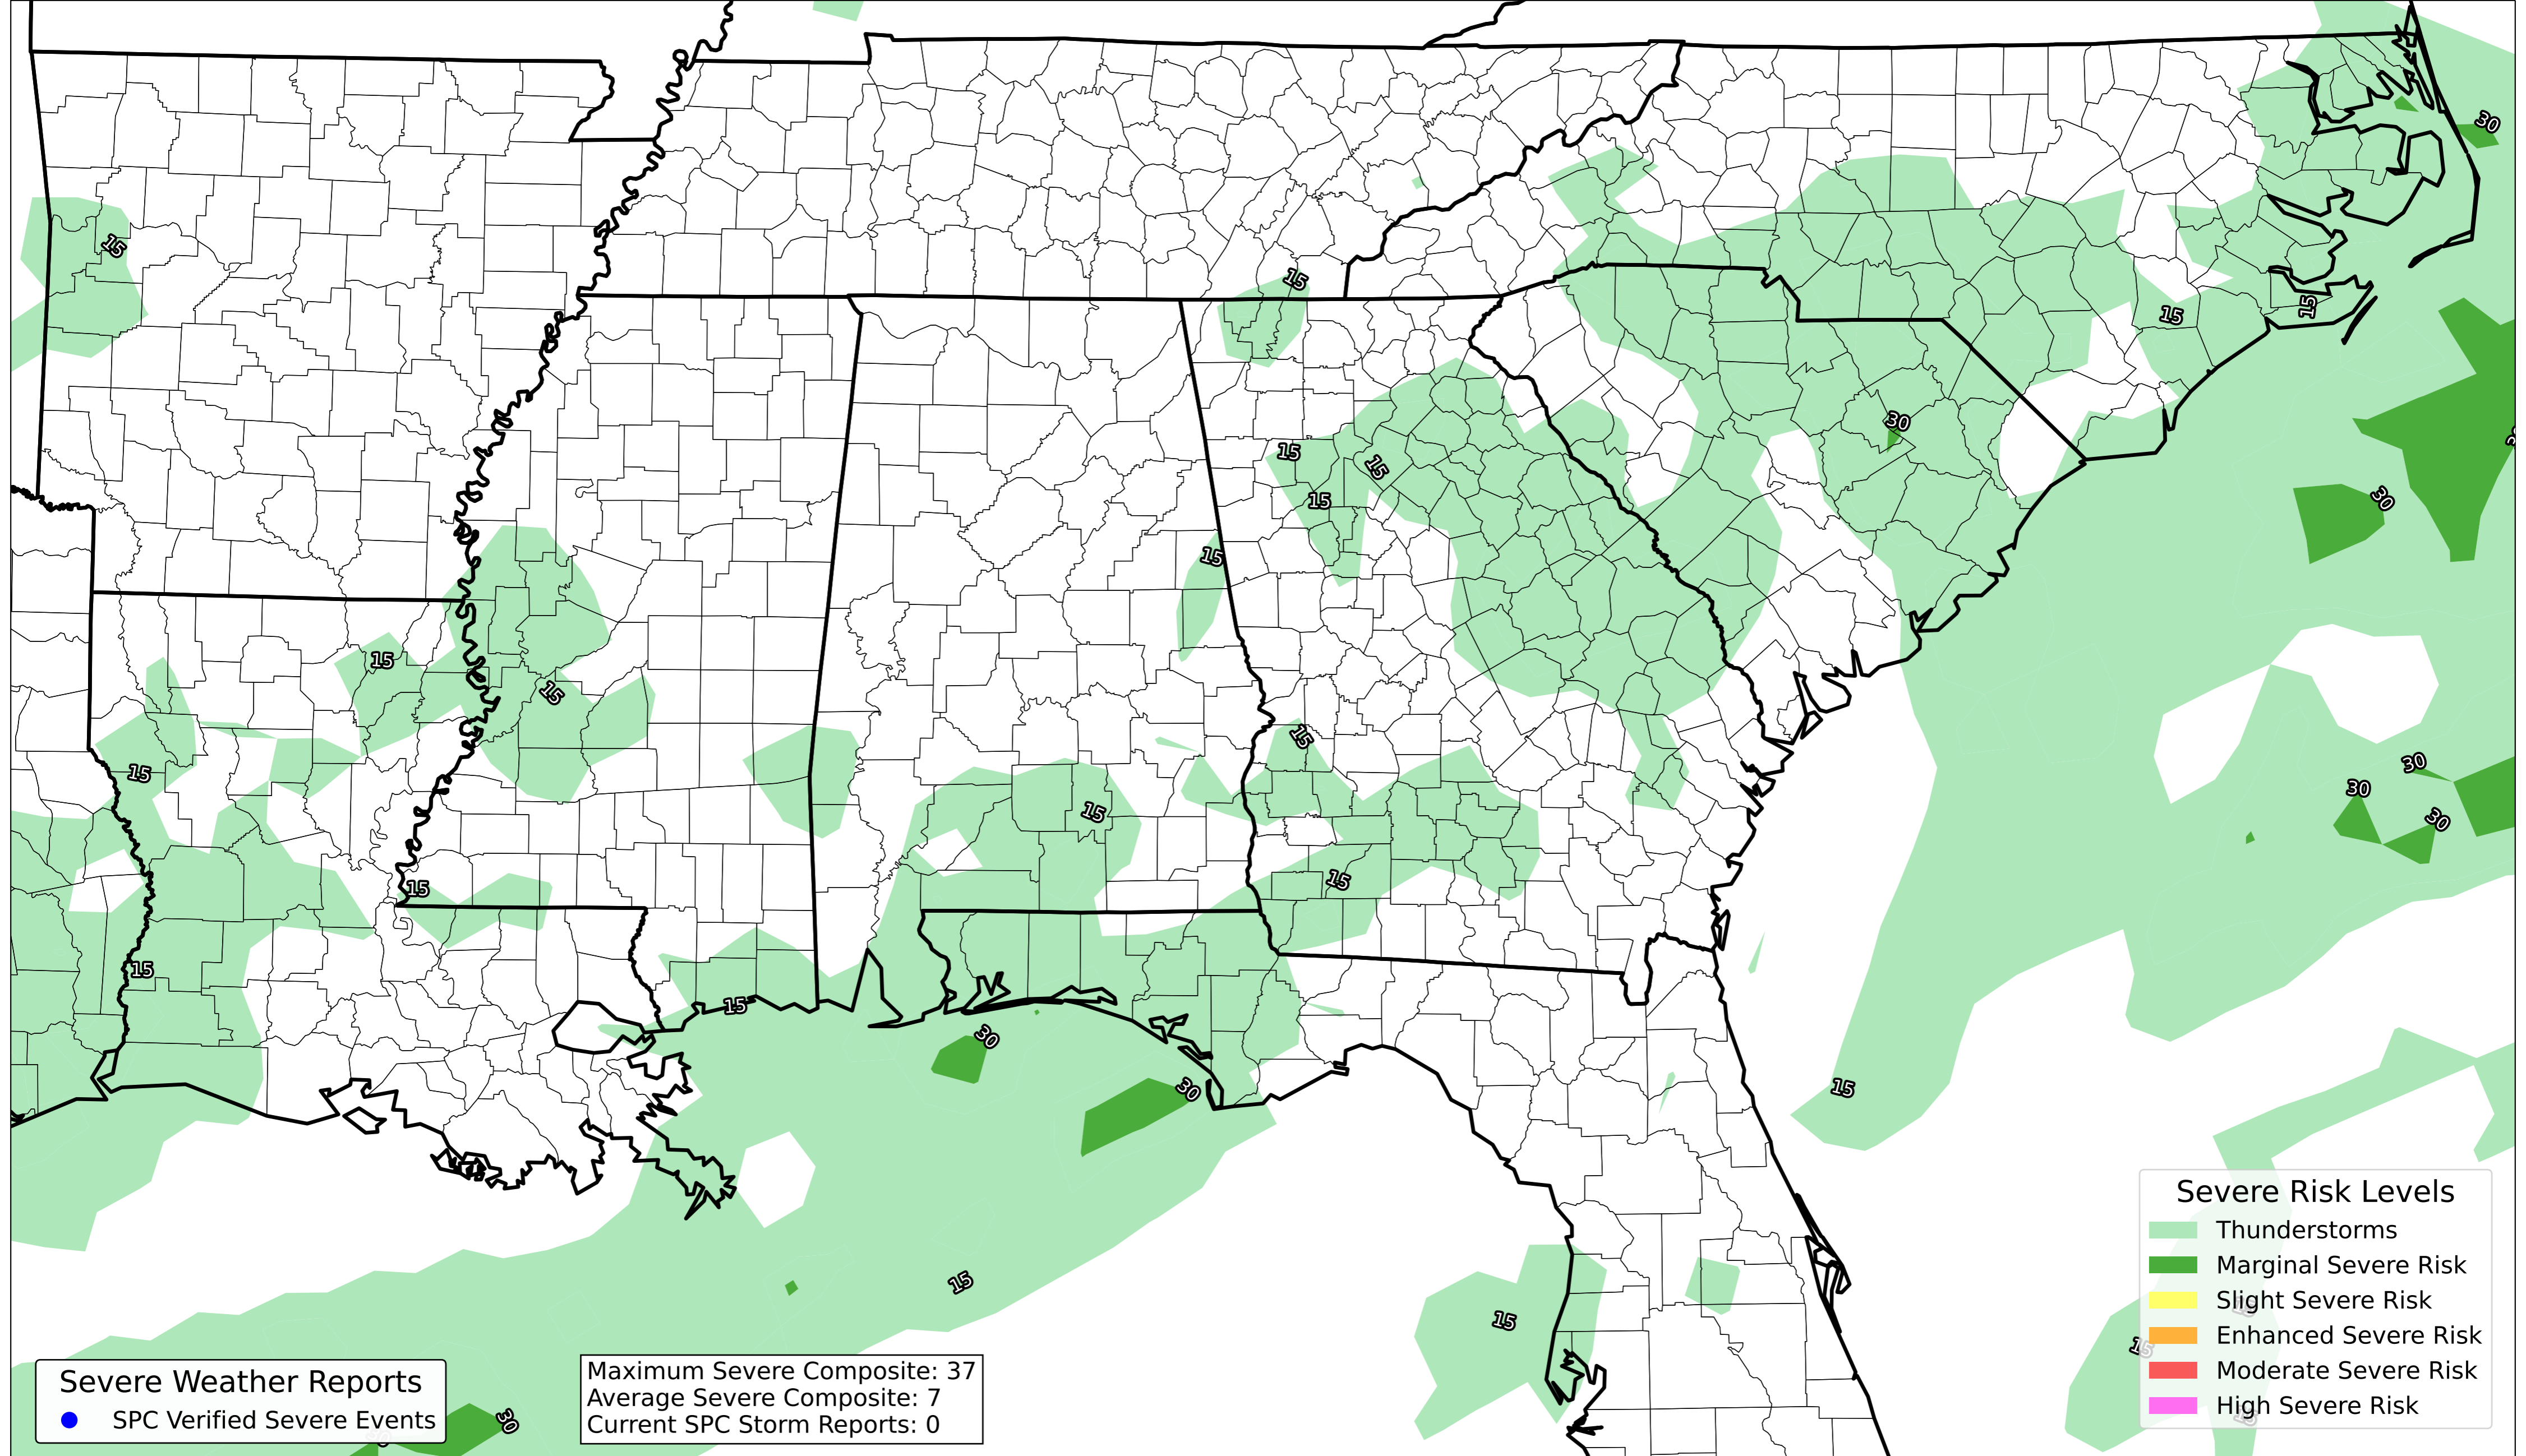 30
15
15
15
15
30
15
15
30
15
15
15
15
15
30
15
30
15
30
15
15
15
15
15
30
30
15
15
15
Severe Risk Levels
Thunderstorms
Marginal Severe Risk
Slight Severe Risk
Enhanced Severe Risk
Moderate Severe Risk
High Severe Risk
15
Severe Weather Reports
SPC Verified Severe Events
30
Maximum Severe Composite: 37
Average Severe Composite: 7
Current SPC Storm Reports: 0